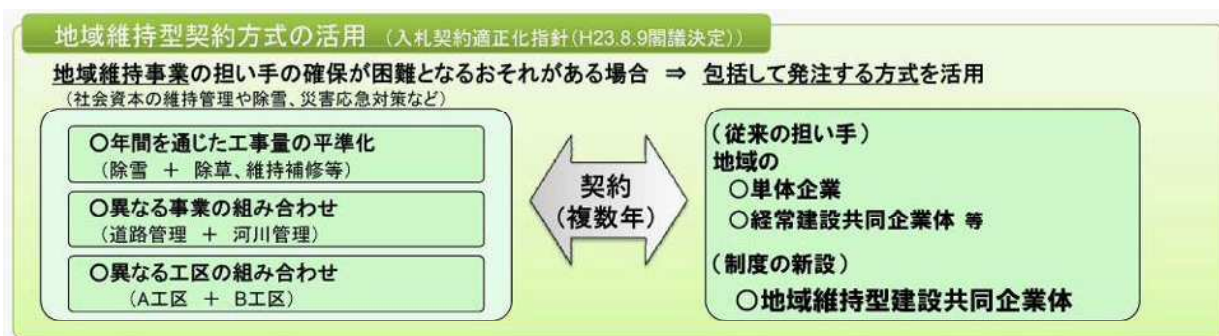 地域維持型契約方式の活用 (入札契約適正化指針(H23.8.9閣議決定))
地域維持事業の担い手の確保が困難となるおそれがある場合 ⇒ 包括して発注する方式を活用
(社会資本の維持管理や除雪、災害応急対策など)
○年間を通じた工事量の平準化
(除雪 + 除草、維持補修等)
○異なる事業の組み合わせ
(道路管理 + 河川管理)
○異なる工区の組み合わせ
(A工区 + B工区)
契約
(複数年)
(従来の担い手)
地域の
○単体企業
○経常建設共同企業体 等
(制度の新設)
○地域維持型建設共同企業体